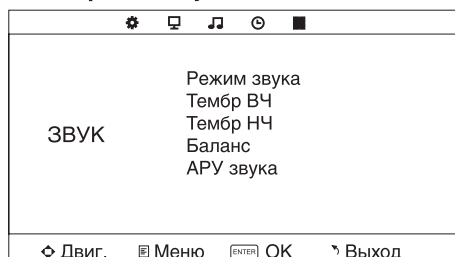 Режим звука
Тембр ВЧ
Тембр НЧ
ЗВУК
Баланс
АРУ звука
Двиг. Меню ENTER OK Выход